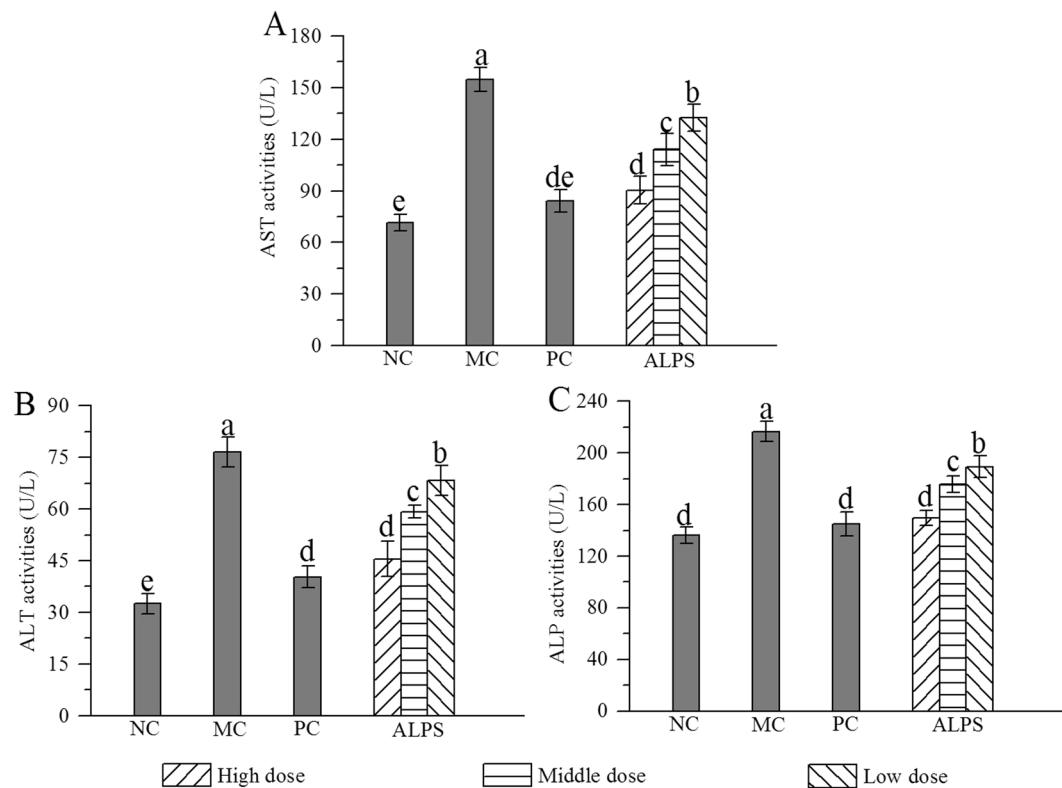 A
AST activities (U/L)
180
150
120
90
60
30
0
e
a
de
d
c
b
NC MC PC ALPS
B
ALT activities (U/L)
90
75
60
45
30
15
0
e
a
d
d
c
b
NC MC PC ALPS
C
ALP activities (U/L)
240
200
160
120
80
40
0
d
a
d
d
c
b
NC MC PC ALPS
High dose Middle dose Low dose